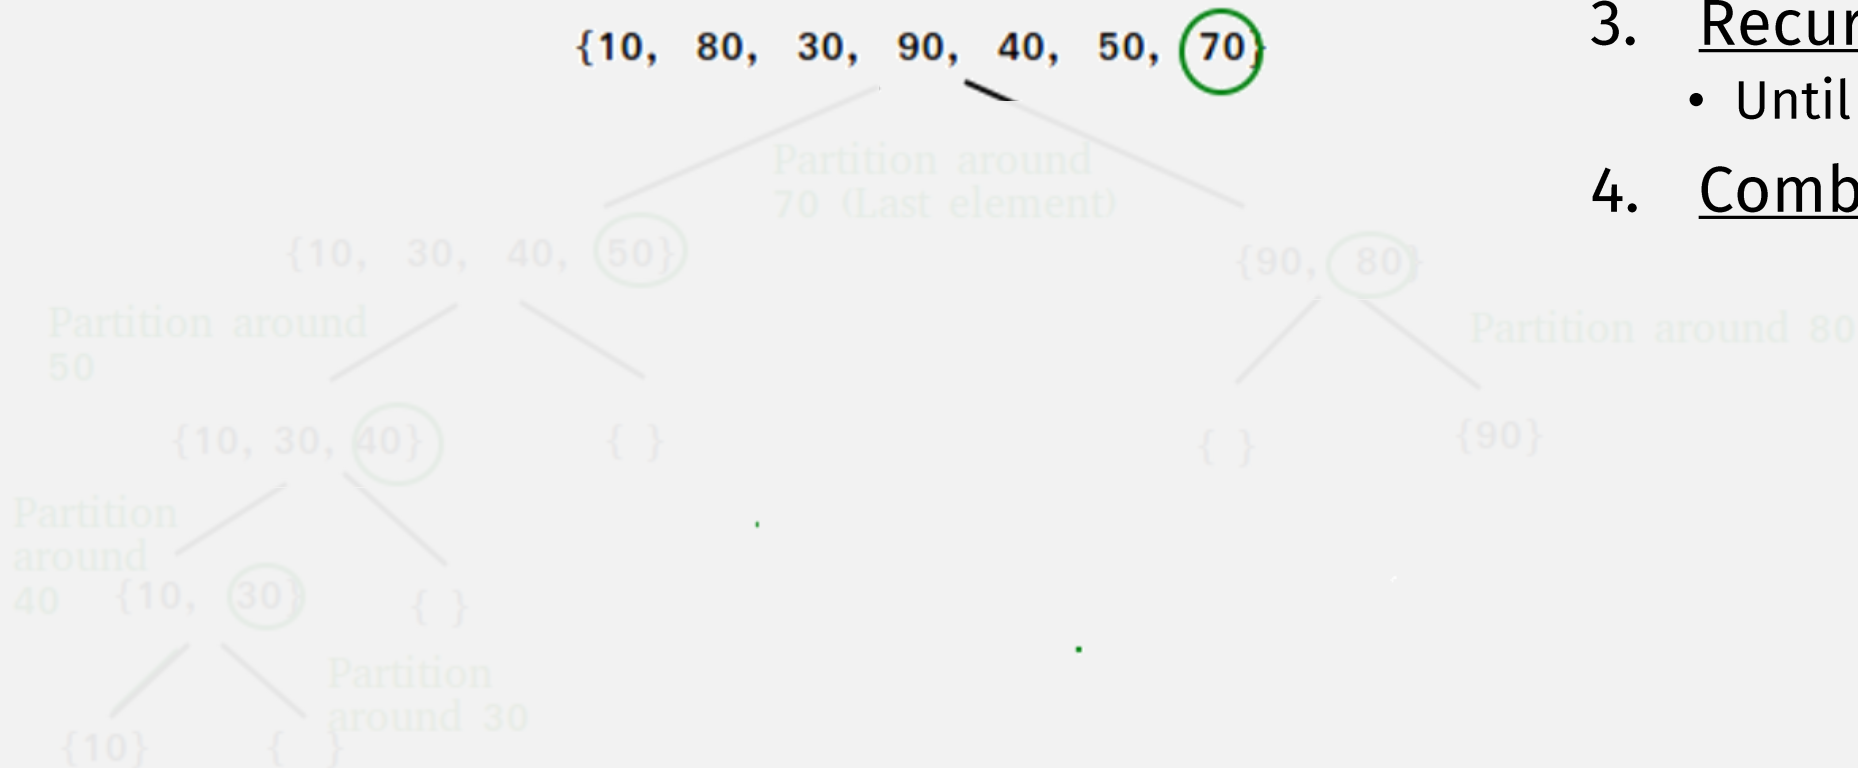 {10, 80, 30, 90, 40, 50, 70}
Partition around
70 (Last element)
{10, 30, 40, 50}
{90, 80}
Partition around
50
Partition around 80
{10, 30, 40}
{ }
{ }
{90}
Partition
around
40
{10, 30}
{ }
Partition
around 30
{10}
{ }
3. Recur
• Until
4. Comb